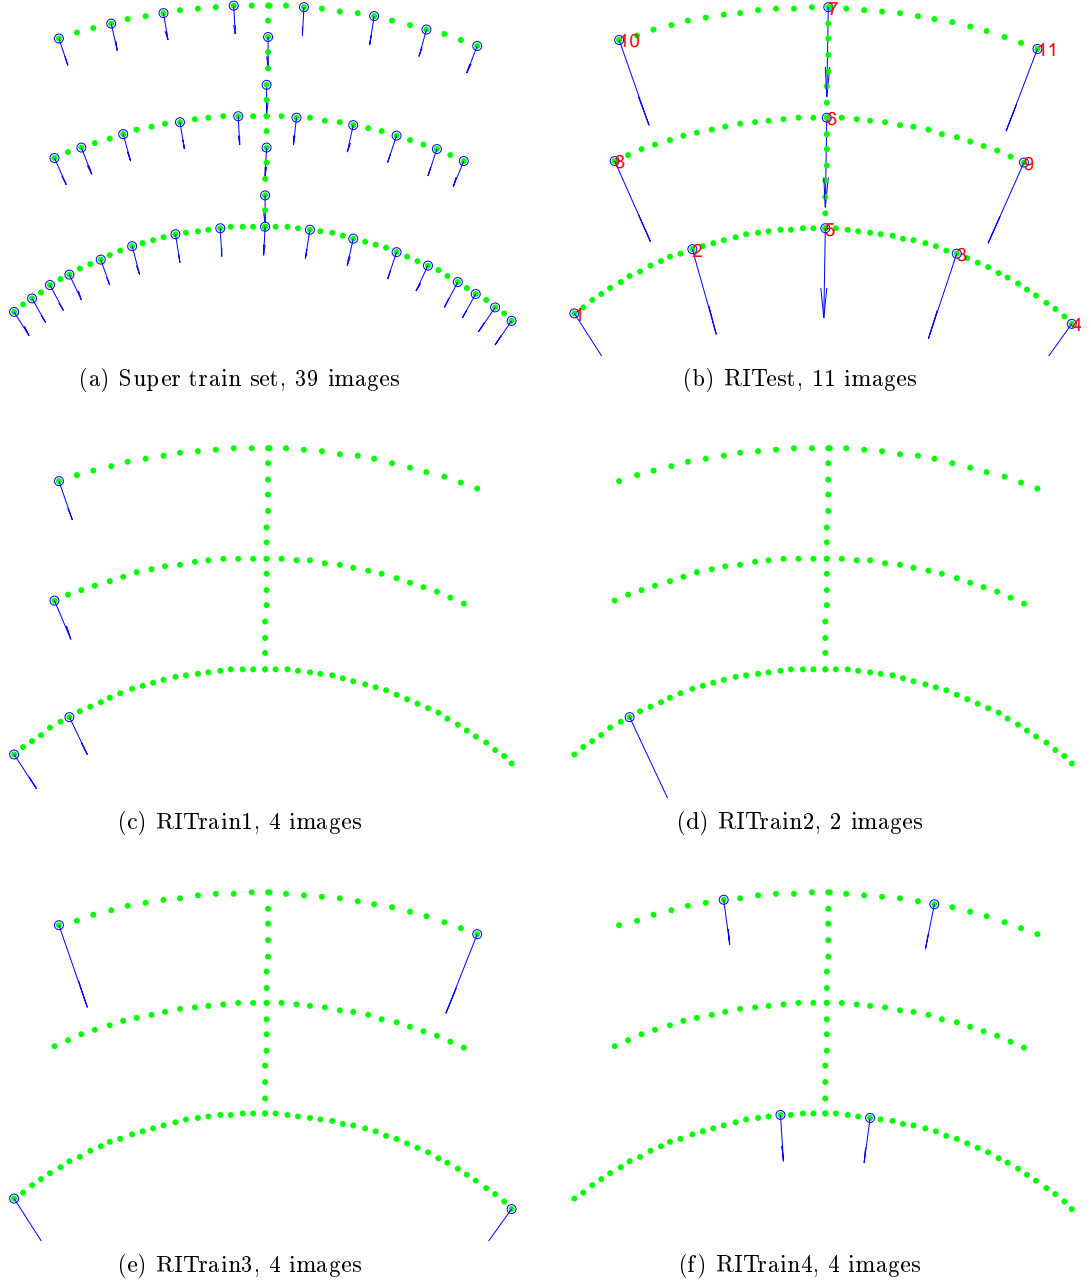 7
10
11
6
8
9
5
2
3
1
4
(a) Super train set, 39 images
(b) RITest, 11 images
(c) RITrain1, 4 images
(d) RITrain2, 2 images
(e) RITrain3, 4 images
(f) RITrain4, 4 images